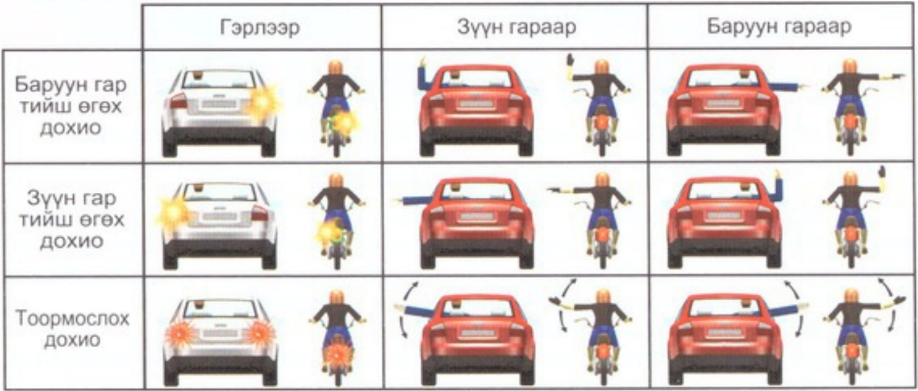 Гэрлээр
Зүүн гараар
Баруун гараар
Баруун гар
тийш өгөх
дохио
Зүүн гар
тийш өгөх
дохио
Тоормослох
дохио